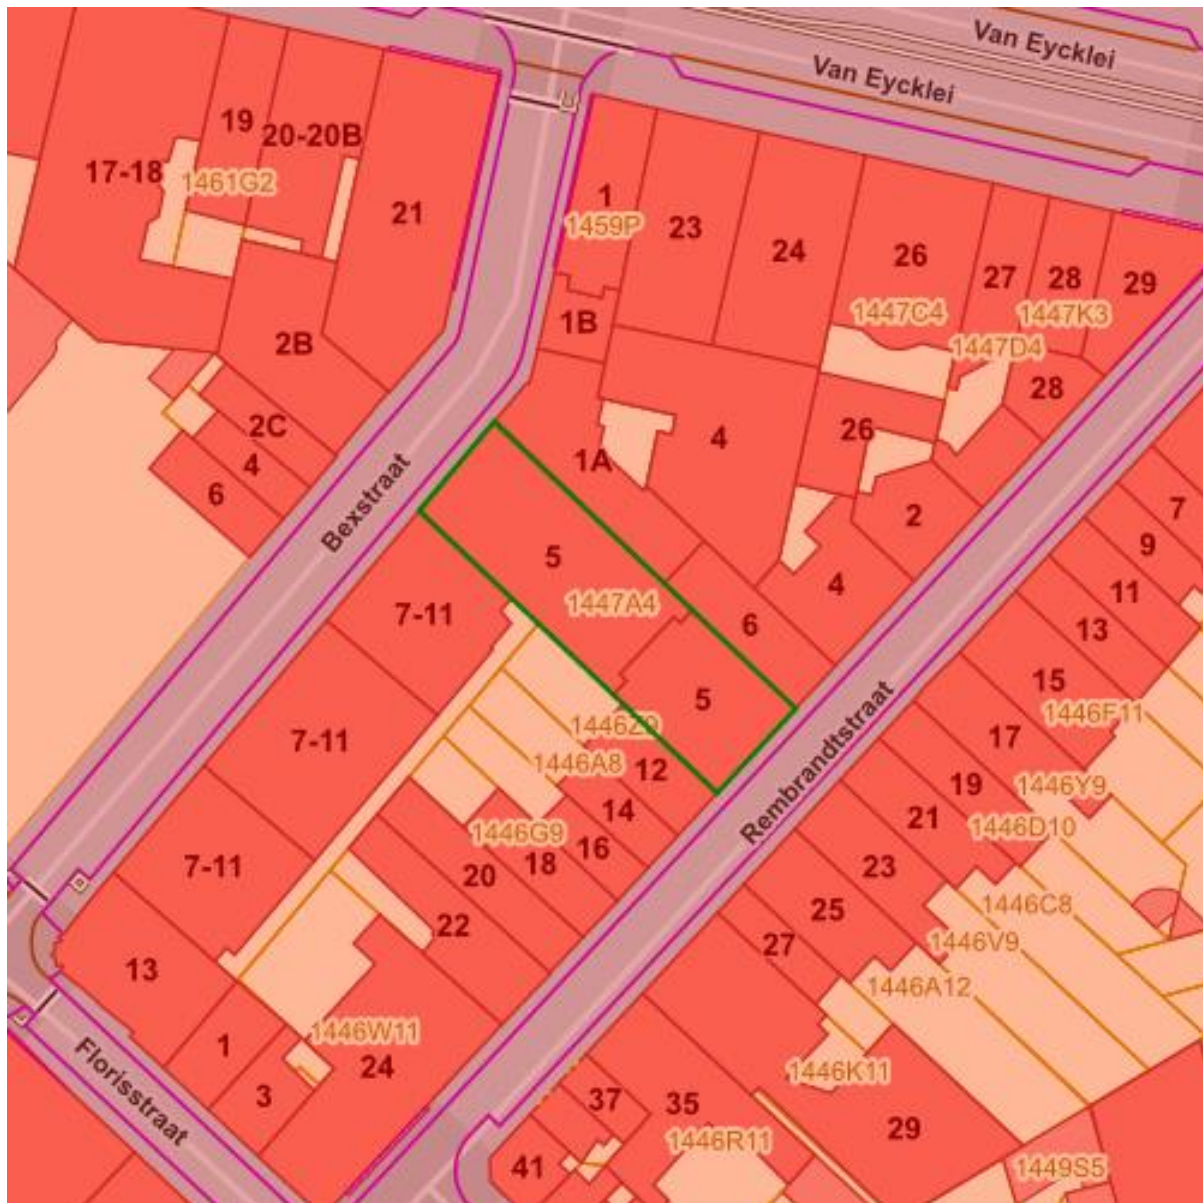 Van Eycklei
Van Eycklei
19
20-20B
17-18
1461G2
21
1
1459P
23
24
26
27
28
29
1447C4
1447K3
1447D4
1B
2B
28
2C
4
6
1A
4
26
Bexstraat
2
7
9
5
1447A4
4
11
7-11
6
13
15
5
1446F11
1446Z9
7-11
17
1446A8
12
19
1446Y9
Rembrandtstraat
14
21
1446D10
1446G9
16
18
20
23
7-11
22
25
1446C8
27
1446V9
13
1446A12
1
1446W11
24
3
1446K11
Florisstraat
37
35
29
1446R11
41
1449S5